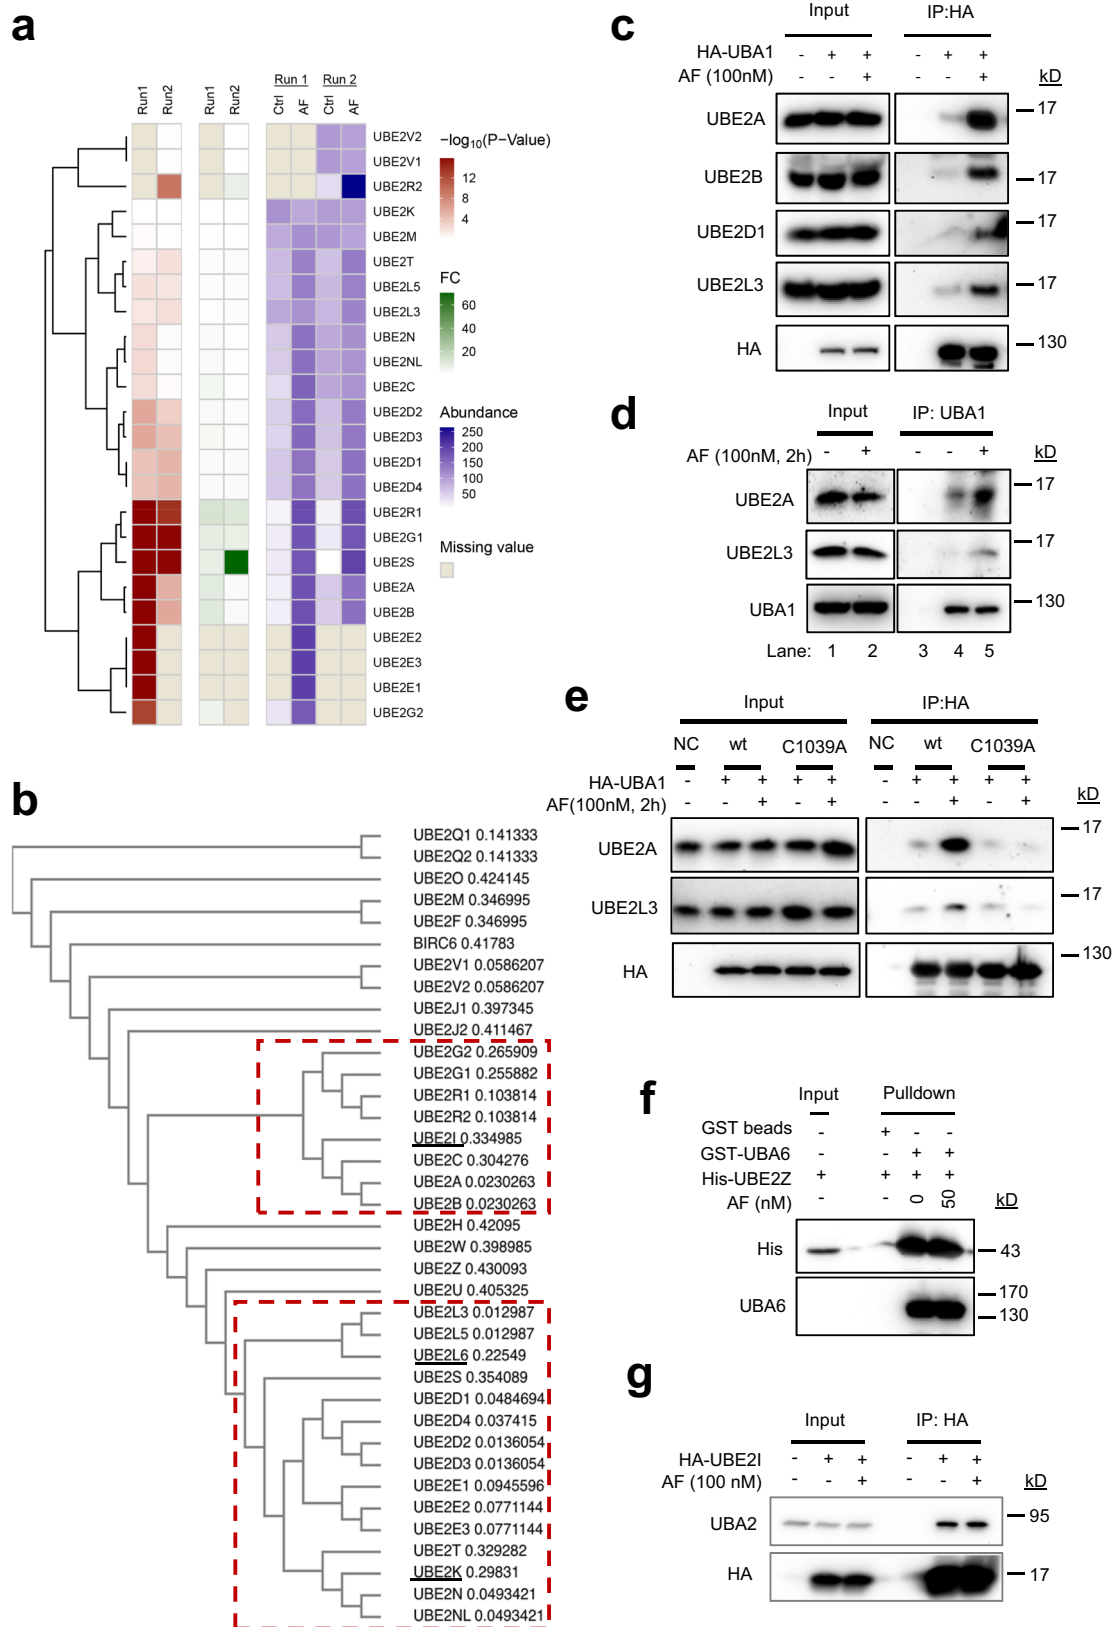 a
Run1 Run2 Run1 Run2 Run 1 Run 2
Ctrl AF Ctrl AF
UBE2V2
UBE2V1
UBE2R2
UBE2K
UBE2M
UBE2T
UBE2L5
UBE2L3
UBE2N
UBE2NL
UBE2C
UBE2D2
UBE2D3
UBE2D1
UBE2D4
UBE2R1
UBE2G1
UBE2S
UBE2A
UBE2B
UBE2E2
UBE2E3
UBE2E1
UBE2G2
−log10(P−Value)
12
8
4
FC
60
40
20
Abundance
250
200
150
100
50
Missing value
b
UBE2Q1 0.141333
UBE2Q2 0.141333
UBE2O 0.424145
UBE2M 0.346995
UBE2F 0.346995
BIRC6 0.41783
UBE2V1 0.0586207
UBE2V2 0.0586207
UBE2J1 0.397345
UBE2J2 0.411467
UBE2G2 0.265909
UBE2G1 0.255882
UBE2R1 0.103814
UBE2R2 0.103814
UBE2I 0.334985
UBE2C 0.304276
UBE2A 0.0230263
UBE2B 0.0230263
UBE2H 0.42095
UBE2W 0.398985
UBE2Z 0.430093
UBE2U 0.405325
UBE2L3 0.012987
UBE2L5 0.012987
UBE2L6 0.22549
UBE2S 0.354089
UBE2D1 0.0484694
UBE2D4 0.037415
UBE2D2 0.0136054
UBE2D3 0.0136054
UBE2E1 0.0945596
UBE2E2 0.0771144
UBE2E3 0.0771144
UBE2T 0.329282
UBE2K 0.29831
UBE2N 0.0493421
UBE2NL 0.0493421
c
Input IP:HA
HA-UBA1 - + + - + +
AF (100nM) - - + - - + kD
UBE2A 17
UBE2B 17
UBE2D1 17
UBE2L3 17
HA 130
d
Input IP: UBA1
AF (100nM, 2h) - + - - + kD
UBE2A 17
UBE2L3 17
UBA1 130
Lane: 1 2 3 4 5
e
Input IP:HA
NC wt C1039A NC wt C1039A
HA-UBA1 - + + + + - + + + +
AF(100nM, 2h) - - + - + - - + - + kD
UBE2A 17
UBE2L3 17
HA 130
f
Input Pulldown
GST beads - + - -
GST-UBA6 - - + +
His-UBE2Z + + + +
AF (nM) - - 0 50 kD
His 43
UBA6 170
130
g
Input IP: HA
HA-UBE2I - + + - + +
AF (100 nM) - - + - - + kD
UBA2 95
HA 17